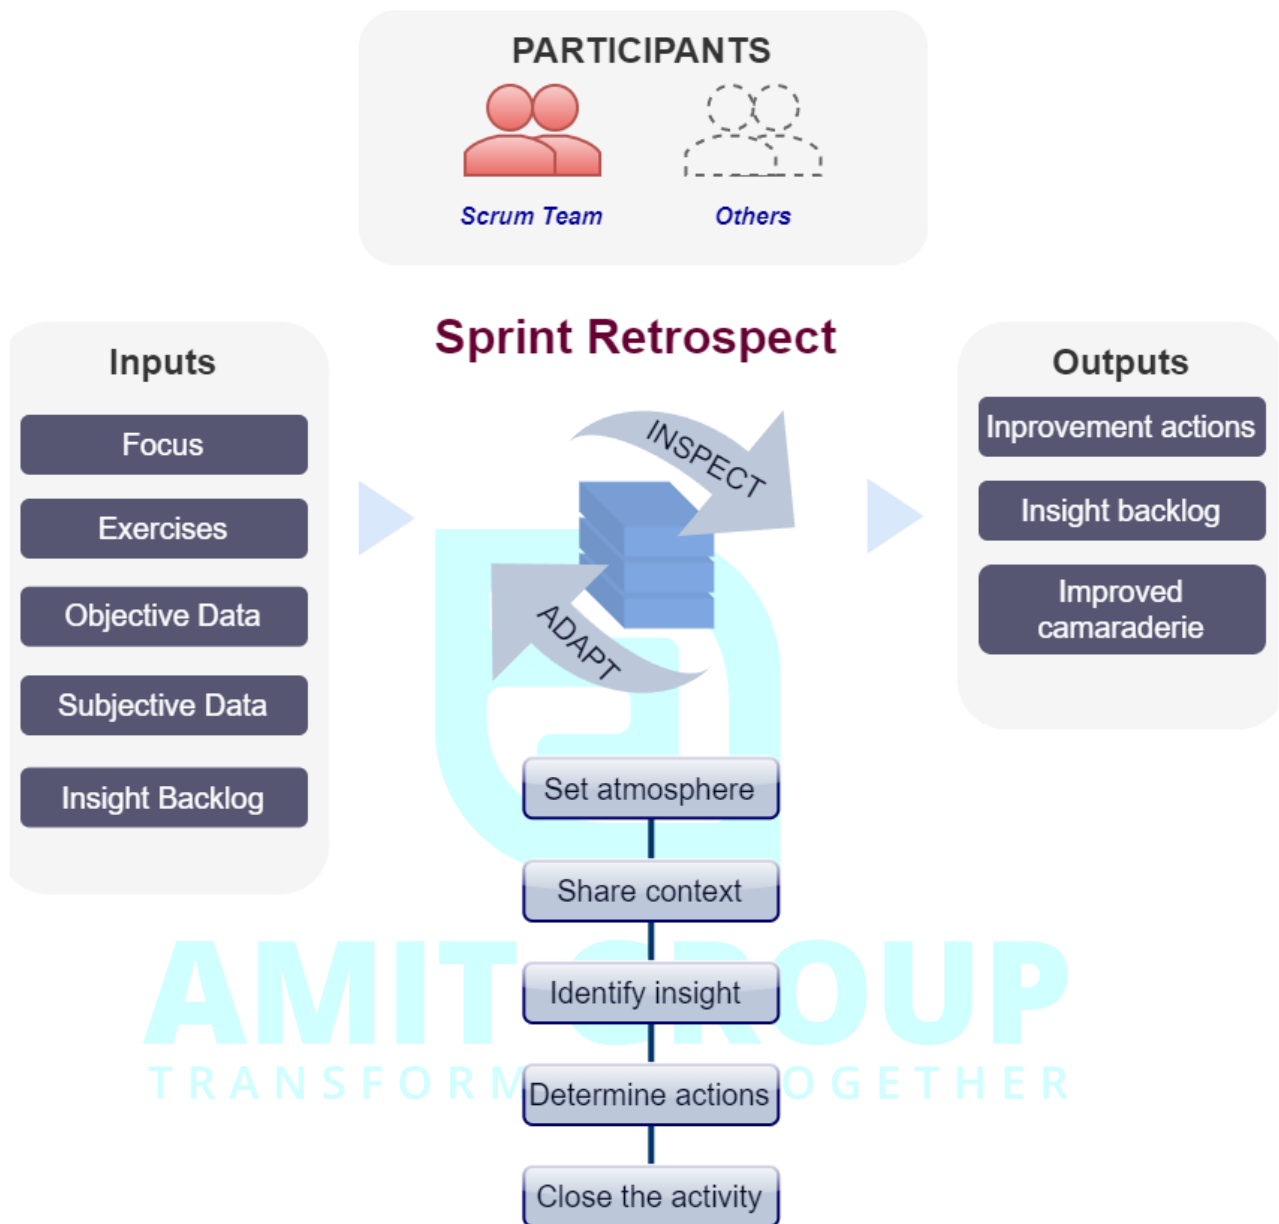 PARTICIPANTS
Scrum Team
Others
Sprint Retrospect
Inputs
Focus
Exercises
Objective Data
Subjective Data
Insight Backlog
INSPECT
ADAPT
Outputs
Inprovement actions
Insight backlog
Improved
camaraderie
Set atmosphere
Share context
Identify insight
Determine actions
Close the activity
AMIT GROUP
TRANSFORM OGETHER